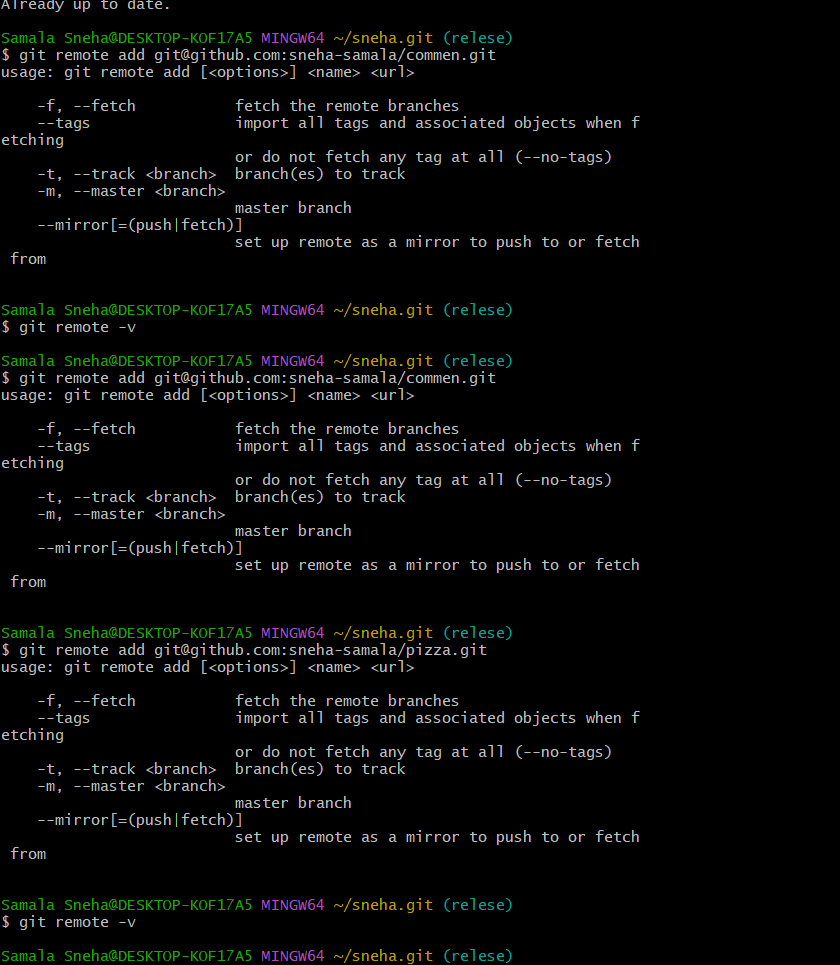 Already up to date.
Samala Sneha@DESKTOP-KOF17A5 MINGW64 ~/sneha.git (relese)
$ git remote add git@github.com:sneha-samala/commen.git
usage: git remote add [<options>] <name> <url>
-f, --fetch fetch the remote branches
--tags import all tags and associated objects when f
etching
or do not fetch any tag at all (--no-tags)
-t, --track <branch> branch(es) to track
-m, --master <branch>
master branch
--mirror[=(push|fetch)]
set up remote as a mirror to push to or fetch
from
Samala Sneha@DESKTOP-KOF17A5 MINGW64 ~/sneha.git (relese)
$ git remote -v
Samala Sneha@DESKTOP-KOF17A5 MINGW64 ~/sneha.git (relese)
$ git remote add git@github.com:sneha-samala/commen.git
usage: git remote add [<options>] <name> <url>
-f, --fetch fetch the remote branches
--tags import all tags and associated objects when f
etching
or do not fetch any tag at all (--no-tags)
-t, --track <branch> branch(es) to track
-m, --master <branch>
master branch
--mirror[=(push|fetch)]
set up remote as a mirror to push to or fetch
from
Samala Sneha@DESKTOP-KOF17A5 MINGW64 ~/sneha.git (relese)
$ git remote add git@github.com:sneha-samala/pizza.git
usage: git remote add [<options>] <name> <url>
-f, --fetch fetch the remote branches
--tags import all tags and associated objects when f
etching
or do not fetch any tag at all (--no-tags)
-t, --track <branch> branch(es) to track
-m, --master <branch>
master branch
--mirror[=(push|fetch)]
set up remote as a mirror to push to or fetch
from
Samala Sneha@DESKTOP-KOF17A5 MINGW64 ~/sneha.git (relese)
$ git remote -v
Samala Sneha@DESKTOP-KOF17A5 MINGW64 ~/sneha.git (relese)